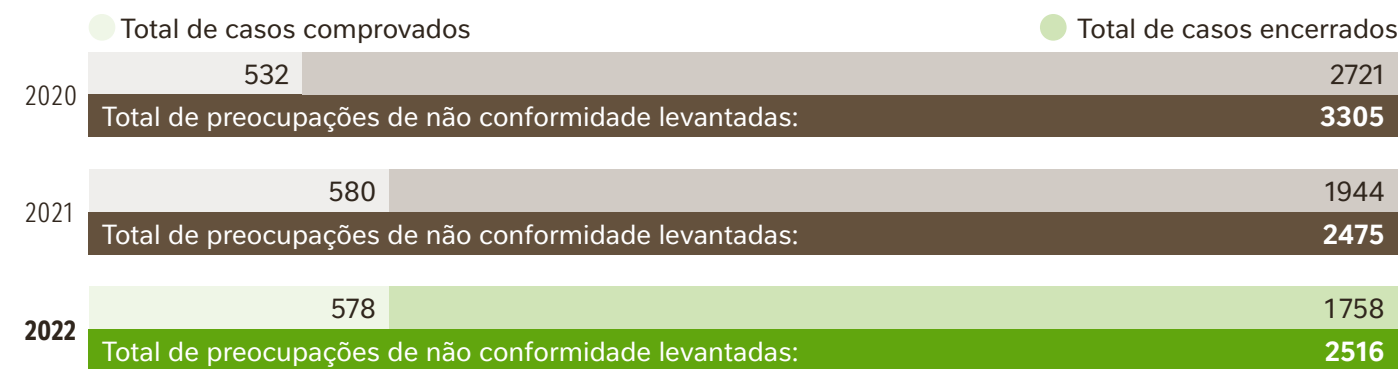 Total de casos comprovados Total de casos encerrados
2020
532 2721
Total de preocupações de não conformidade levantadas: 3305
2021
580 1944
Total de preocupações de não conformidade levantadas: 2475
2022
578 1758
Total de preocupações de não conformidade levantadas: 2516